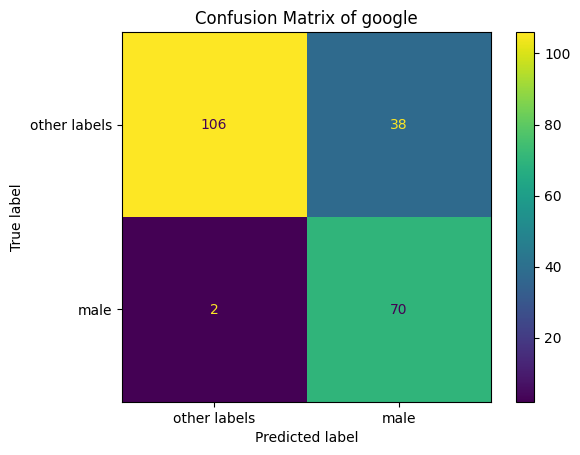 Confusion Matrix of google
True label
other labels
male
106
38
2
70
other labels
male
Predicted label
100
80
60
40
20